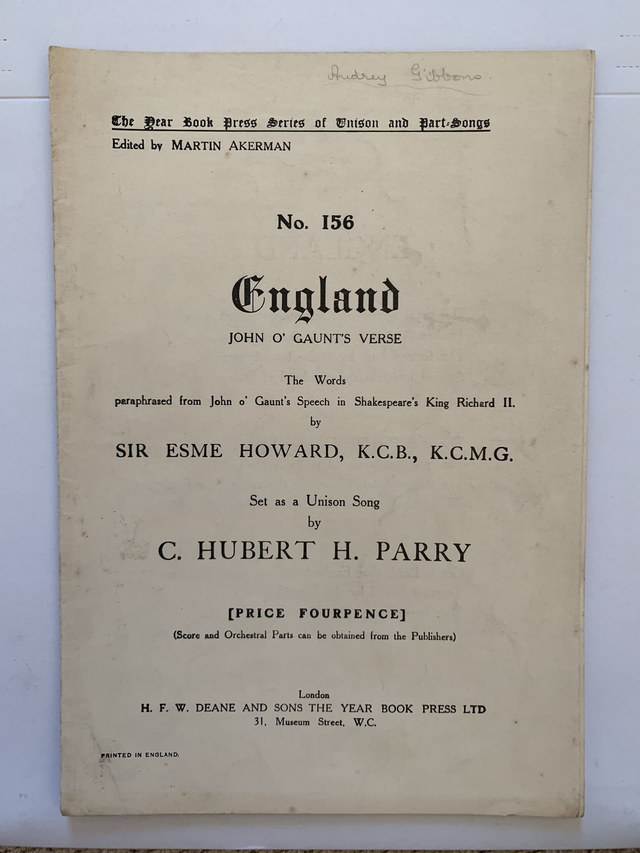 Audrey Gibbons.
The Year Book Press Series of Unison and Part-Songs
Edited by MARTIN AKERMAN
No. 156
England
JOHN O' GAUNT'S VERSE
The Words
paraphrased from John o' Gaunt's Speech in Shakespeare's King Richard II.
by
SIR ESME HOWARD, K.C.B., K.C.M.G.
Set as a Unison Song
by
C. HUBERT H. PARRY
[PRICE FOURPENCE]
(Score and Orchestral Parts can be obtained from the Publishers)
London
H. F. W. DEANE AND SONS THE YEAR BOOK PRESS LTD
31, Museum Street, W.C.
PRINTED IN ENGLAND.